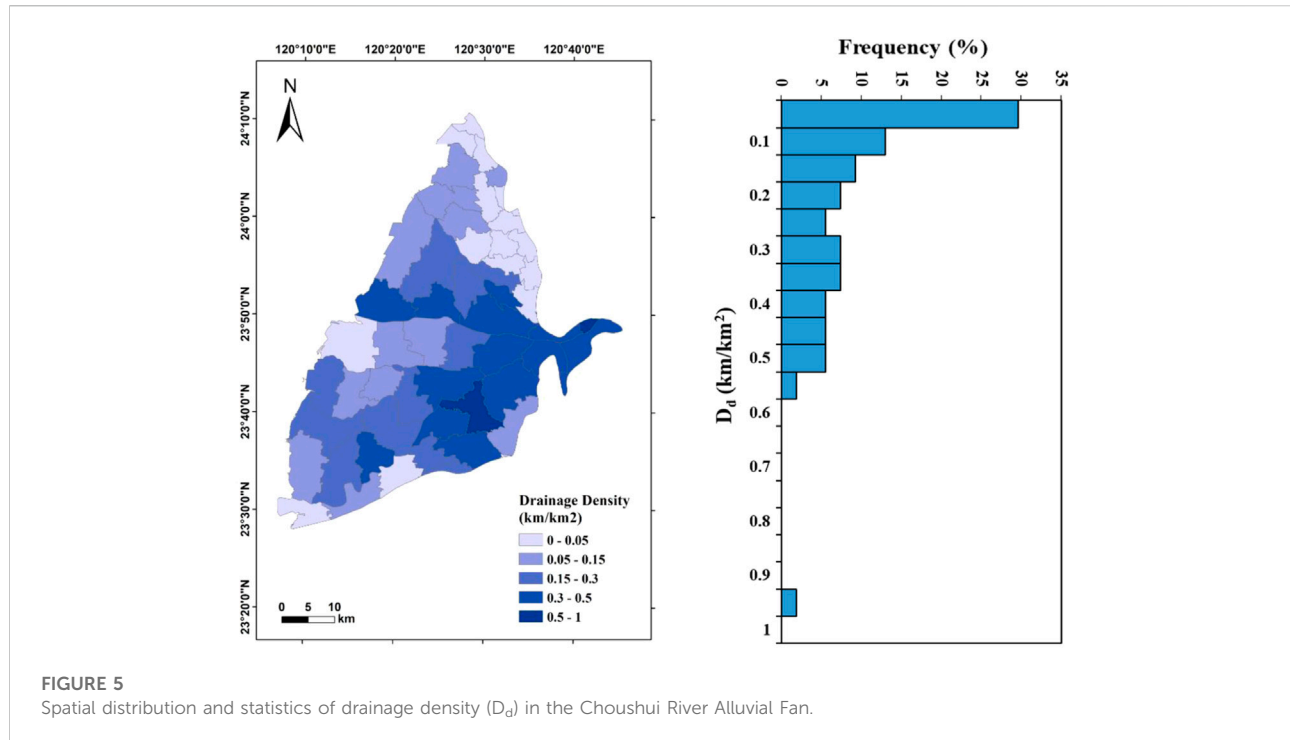 120°10'0"E 120°20'0"E 120°30'0"E 120°40'0"E
N
24°10'0"N
24°0'0"N
23°50'0"N
23°40'0"N
23°30'0"N
23°20'0"N
Drainage Density
(km/km2)
0 - 0.05
0.05 - 0.15
0.15 - 0.3
0.3 - 0.5
0.5 - 1
0 5 10
km
Frequency (%)
0 5 10 15 20 25 30 35
D_d (km/km²)
0.1
0.2
0.3
0.4
0.5
0.6
0.7
0.8
0.9
1
FIGURE 5
Spatial distribution and statistics of drainage density (D_d) in the Choushui River Alluvial Fan.